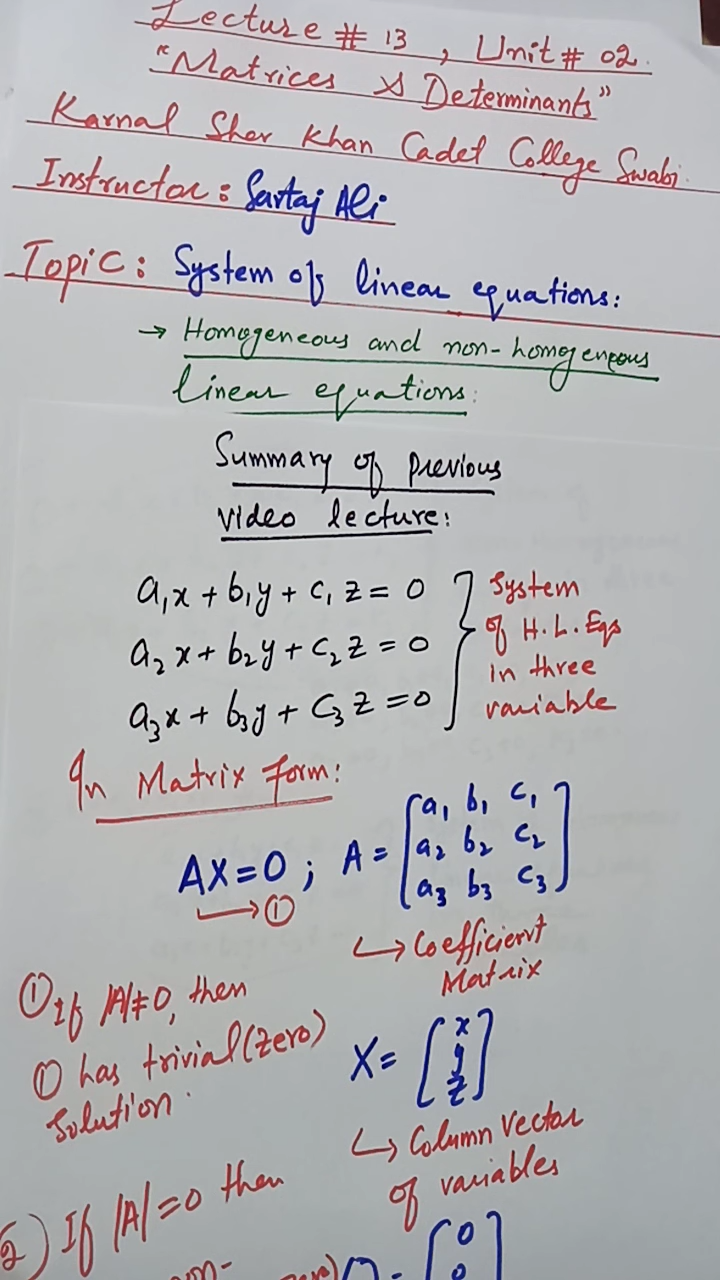 Lecture # 13, Unit # 02.
"Matrices & Determinants"
Karnal Sher Khan Cadet College Swabi.
Instructor: Sartaj Ali
Topic: System of linear equations:
→ Homogeneous and non-homogeneous
linear equations:
Summary of previous
video lecture:
a₁x + b₁y + c₁z = 0
a₂x + b₂y + c₂z = 0
a₃x + b₃y + c₃z = 0
System
of H.L.Eqs
in three
variable
In Matrix form:
AX=0 ; A = [a₁ b₁ c₁
a₂ b₂ c₂
a₃ b₃ c₃]
→ ①
↳ Coefficient
Matrix
① If |A|≠0, then
① has trivial (zero)
solution.
X = [x
y
z]
↳ Column vector
of variables
2) If |A|=0 then
[0
0